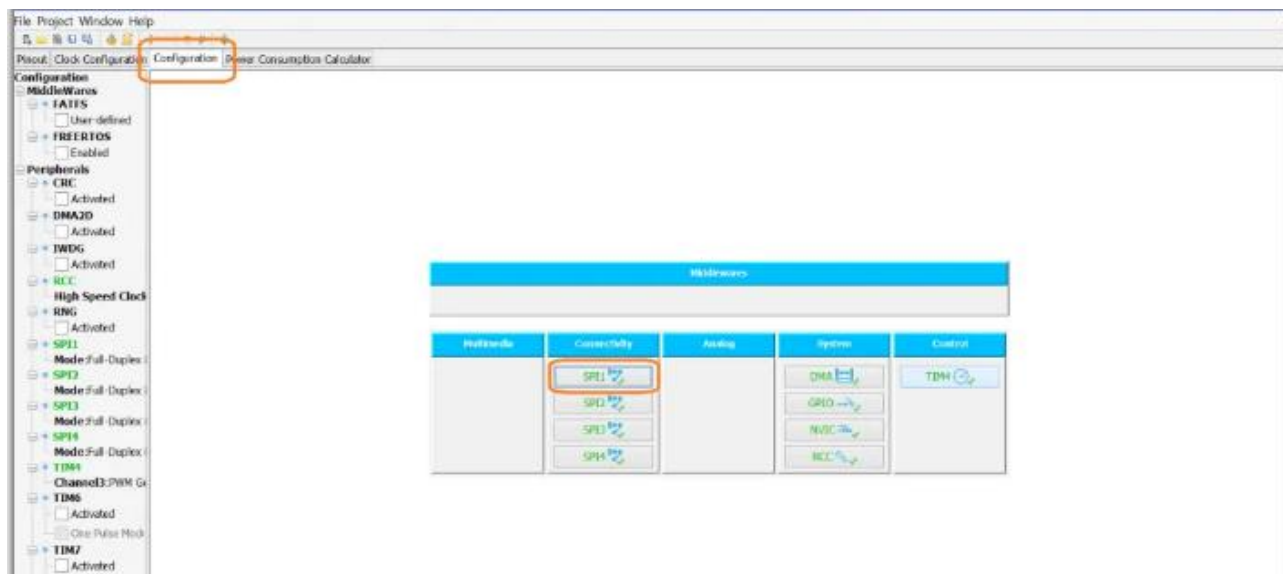 File Project Window Help
Pinout Clock Configuration Configuration Power Consumption Calculator
Configuration
MiddleWares
FATFS
User-defined
FREERTOS
Enabled
Peripherals
CRC
Activated
DMA2D
Activated
IWDG
Activated
RCC
High Speed Clock
RNG
Activated
SPI1
Mode:Full-Duplex
SPI2
Mode:Full-Duplex
SPI3
Mode:Full-Duplex
SPI4
Mode:Full-Duplex
TIM4
Channel3:PWM Ge
TIM6
Activated
One Pulse Mode
TIM7
Activated
Middlewares
Multimedia Connectivity Analog System Control
SPI1 DMA TIM4
SPI2 GPIO
SPI3 NVIC
SPI4 RCC